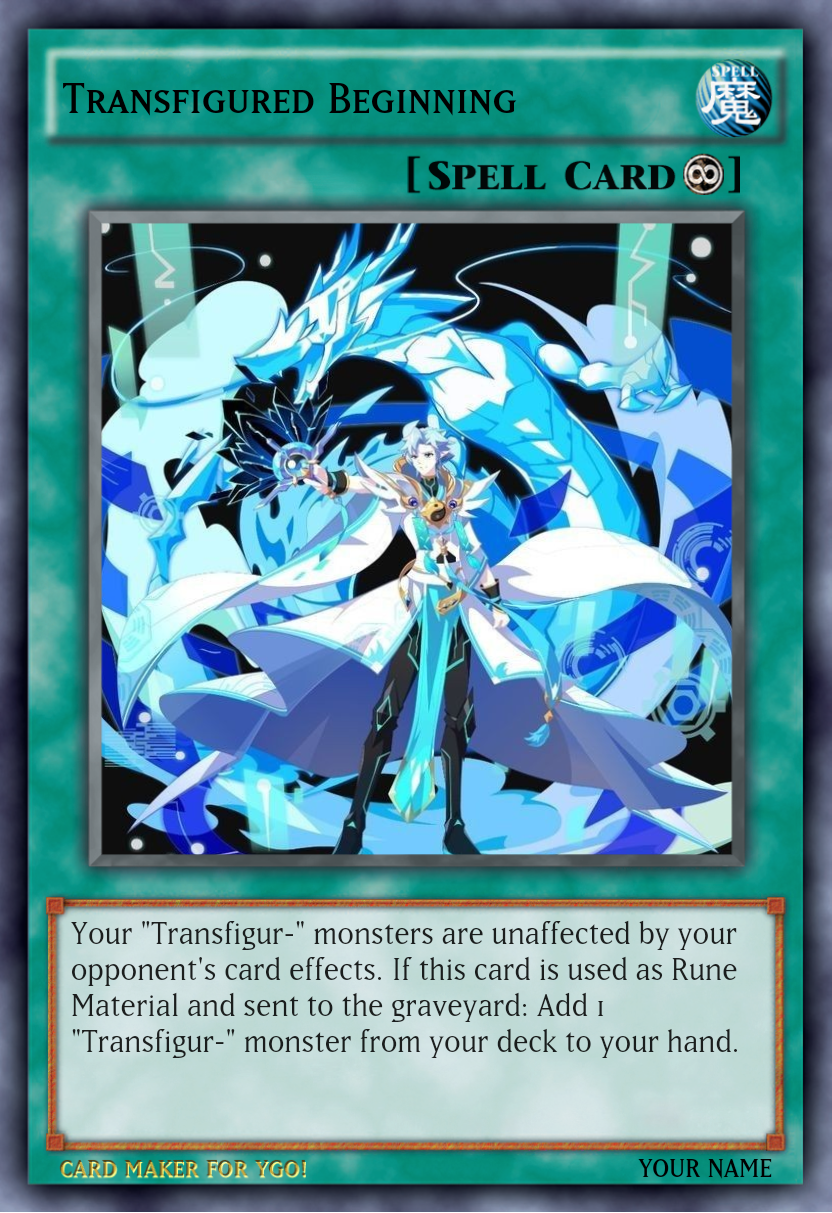 Transfigured Beginning
SPELL
魔
[Spell Card]
Your "Transfigur-" monsters are unaffected by your
opponent's card effects. If this card is used as Rune
Material and sent to the graveyard: Add 1
"Transfigur-" monster from your deck to your hand.
CARD MAKER FOR YGO!
YOUR NAME